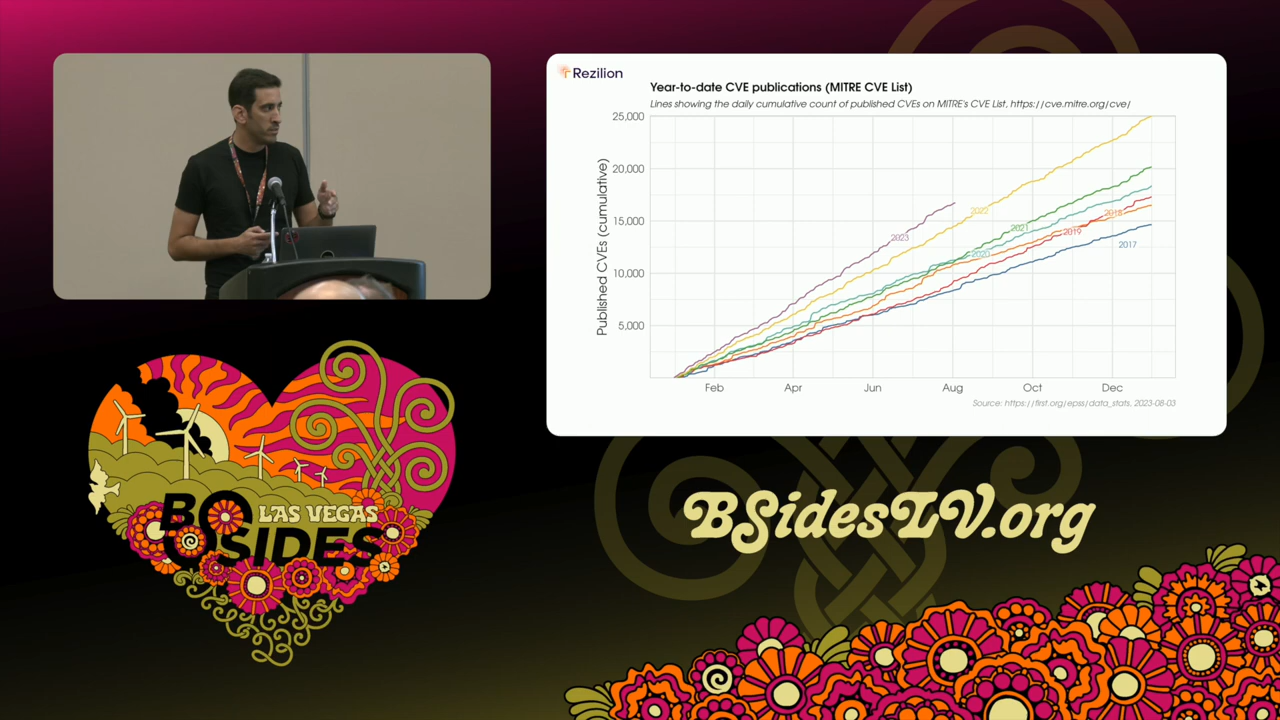 Rezilion
Year-to-date CVE publications (MITRE CVE List)
Lines showing the daily cumulative count of published CVEs on MITRE's CVE List, https://cve.mitre.org/cve/
Published CVEs (cumulative)
25,000
20,000
15,000
10,000
5,000
2023
2022
2021
2020
2019
2018
2017
Feb
Apr
Jun
Aug
Oct
Dec
Source: https://first.org/epss/data_stats, 2023-08-03
BSidesLV.org
LAS VEGAS
BSIDES
23